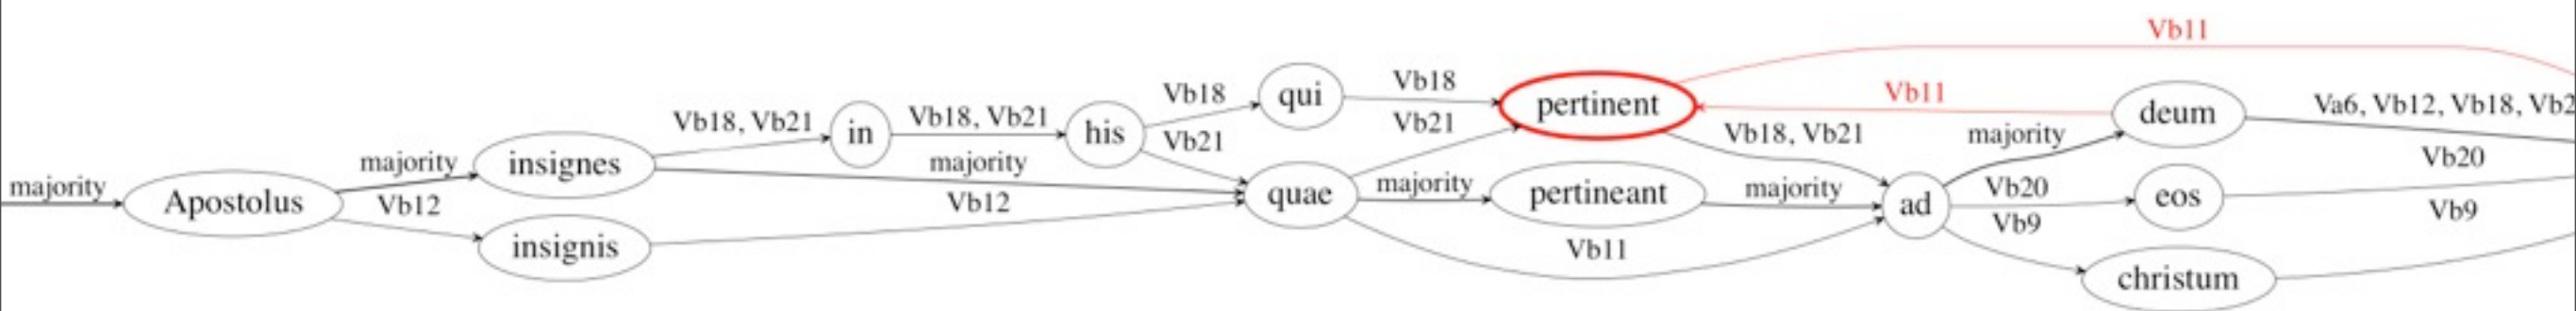 majority
Apostolus
majority
Vb12
insignes
insignis
Vb18, Vb21
in
Vb18, Vb21
his
majority
Vb12
Vb18
Vb21
qui
quae
Vb18
Vb21
majority
Vb11
pertinent
pertineant
Vb18, Vb21
majority
ad
Vb11
Vb11
majority
Vb20
Vb9
deum
eos
christum
Va6, Vb12, Vb18, Vb2
Vb20
Vb9